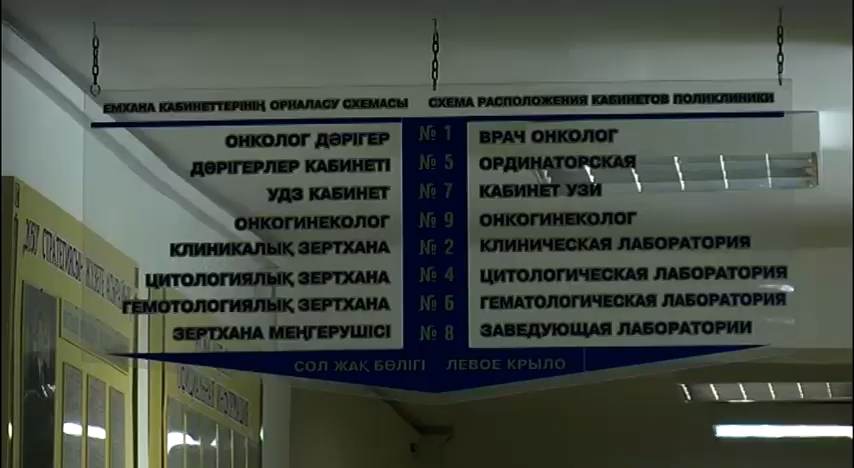 ЕМХАНА КАБИНЕТТЕРІНІҢ ОРНАЛАСУ СХЕМАСЫ СХЕМА РАСПОЛОЖЕНИЯ КАБИНЕТОВ ПОЛИКЛИНИКИ
ОНКОЛОГ ДӘРІГЕР № 1 ВРАЧ ОНКОЛОГ
ДӨРІГЕРЛЕР КАБИНЕТІ № 5 ОРДИНАТОРСКАЯ
УДЗ КАБИНЕТ № 7 КАБИНЕТ УЗИ
ОНКОГИНЕКОЛОГ № 9 ОНКОГИНЕКОЛОГ
КЛИНИКАЛЫҚ ЗЕРТХАНА № 2 КЛИНИЧЕСКАЯ ЛАБОРАТОРИЯ
ЦИТОЛОГИЯЛЫҚ ЗЕРТХАНА № 4 ЦИТОЛОГИЧЕСКАЯ ЛАБОРАТОРИЯ
ГЕМОТОЛОГИЯЛЫҚ ЗЕРТХАНА № 6 ГЕМАТОЛОГИЧЕСКАЯ ЛАБОРАТОРИЯ
ЗЕРТХАНА МЕҢГЕРУШІСІ № 8 ЗАВЕДУЮЩАЯ ЛАБОРАТОРИИ
СОЛ ЖАҚ БӨЛІГІ ЛЕВОЕ КРЫЛО